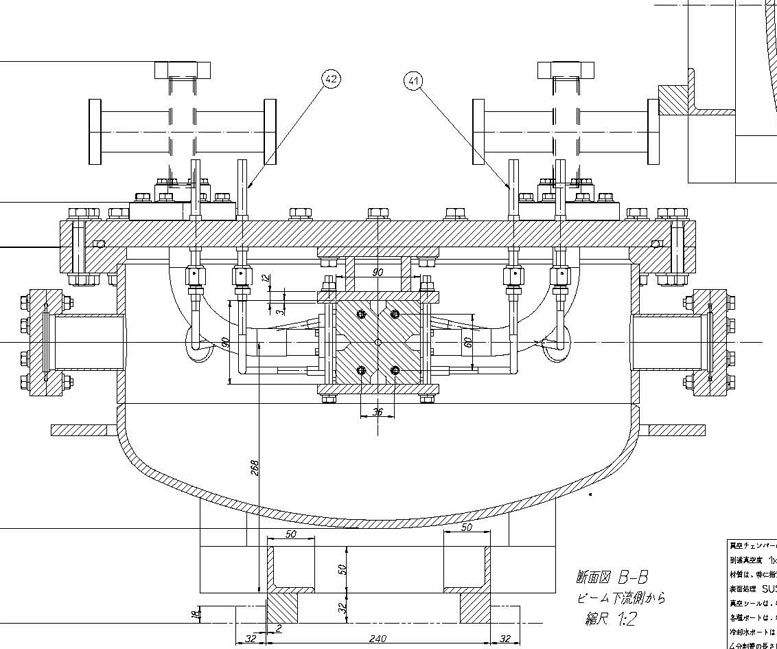 42
41
12
90
3
90
60
36
268
50
50
50
18
32
32
2
240
32
断面図 B-B
ビーム下流側から
縮尺 1:2
真空チェンバーの
到達真空度
材質は、特に指
表面処理 SUS
真空シールは、
各種ポートは、
冷却水ポートは